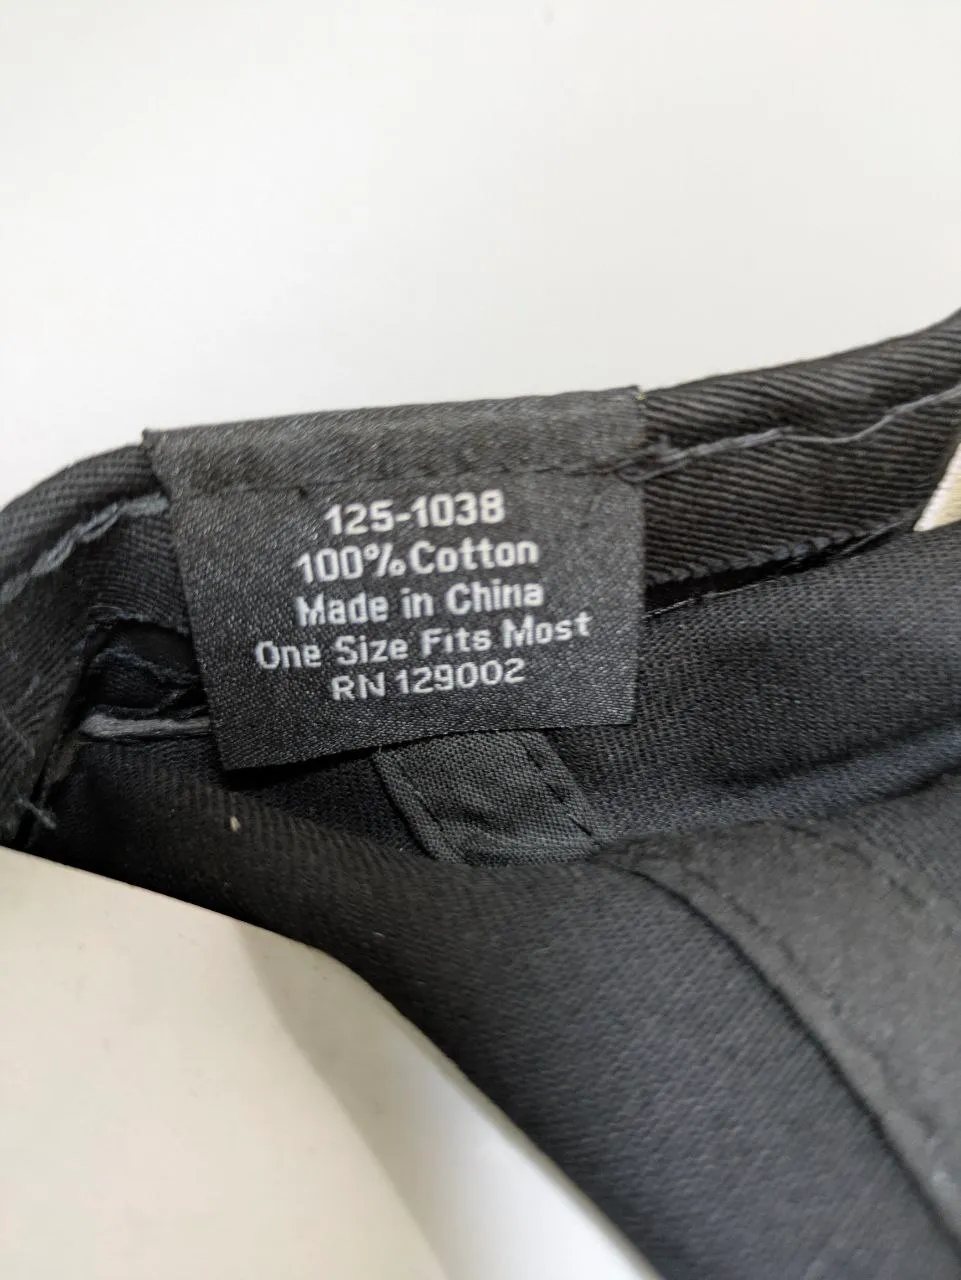 125-1038
100% Cotton
Made in China
One Size Fits Most
RN 129002